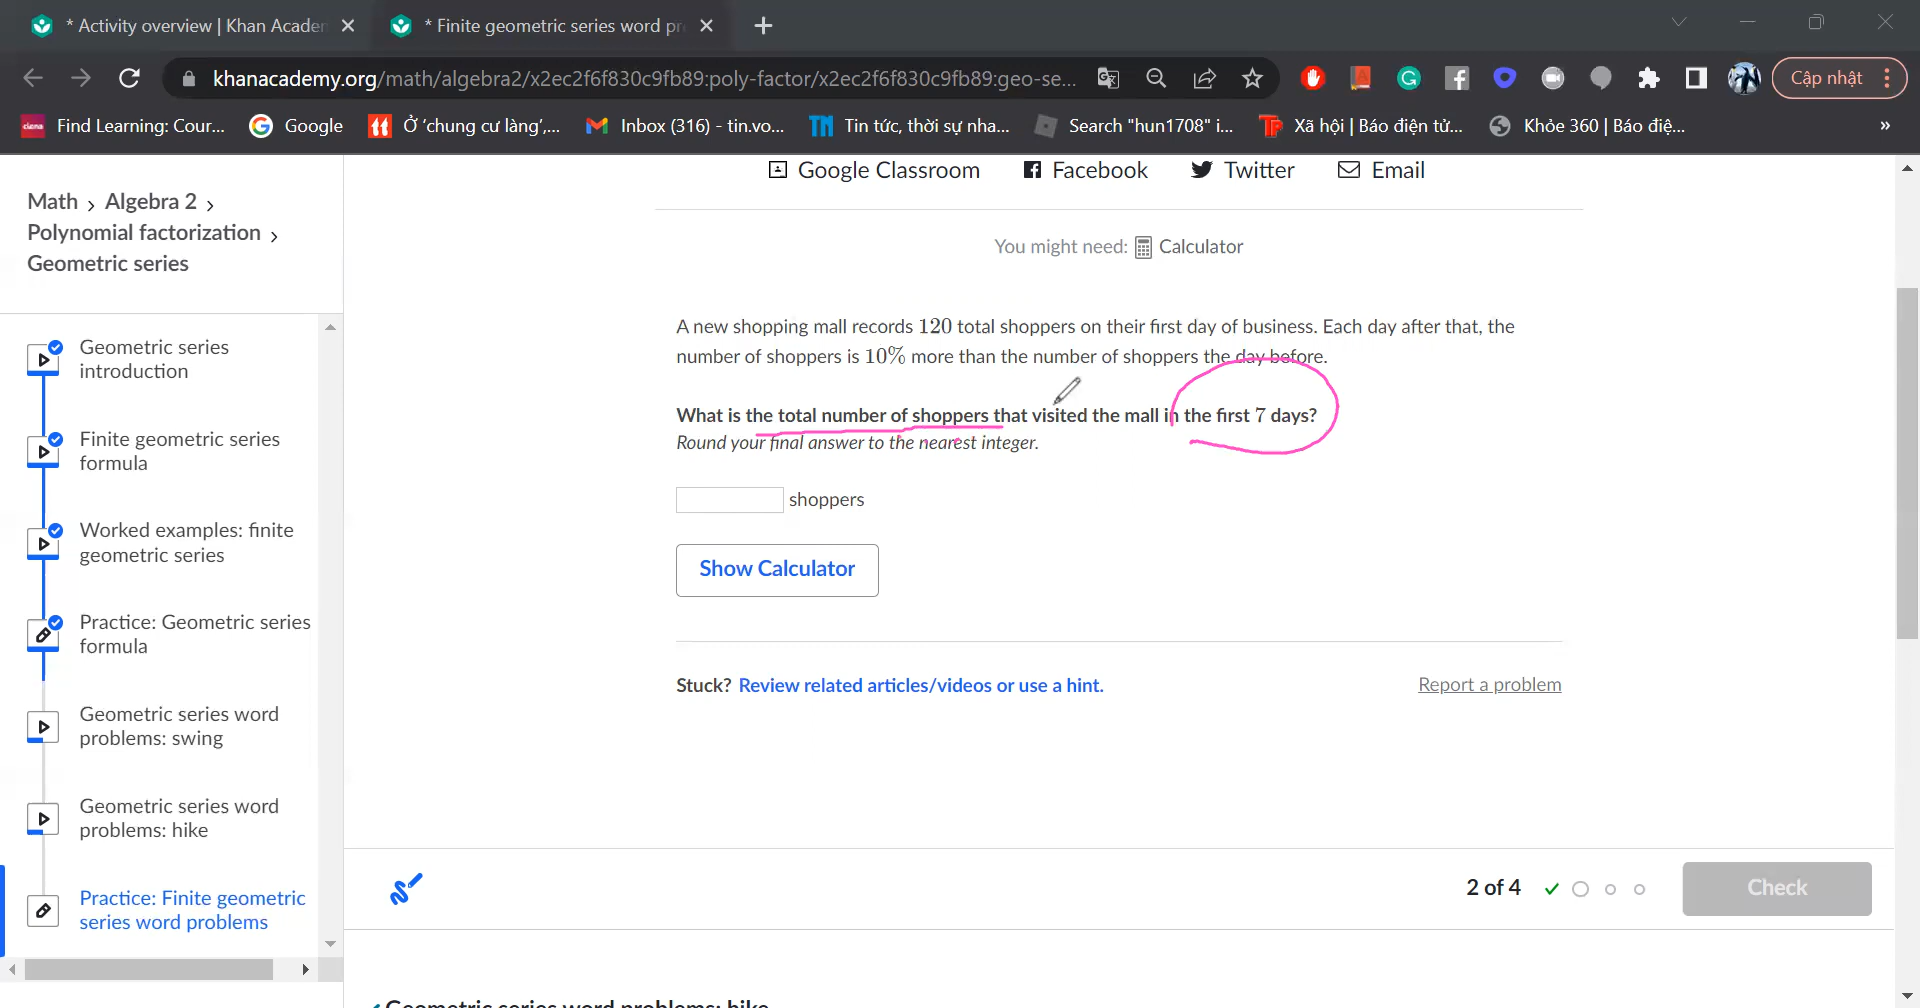 * Activity overview | Khan Academ
* Finite geometric series word pr
khanacademy.org/math/algebra2/x2ec2f6f830c9fb89:poly-factor/x2ec2f6f830c9fb89:geo-se...
Cập nhật
ciena Find Learning: Cour...
Google
Ở 'chung cư làng',...
Inbox (316) - tin.vo...
Tin tức, thời sự nha...
Search "hun1708" i...
Xã hội | Báo điện tử...
Khỏe 360 | Báo điệ...
»
Google Classroom
Facebook
Twitter
Email
Math › Algebra 2 ›
Polynomial factorization ›
Geometric series
Geometric series
introduction
Finite geometric series
formula
Worked examples: finite
geometric series
Practice: Geometric series
formula
Geometric series word
problems: swing
Geometric series word
problems: hike
Practice: Finite geometric
series word problems
You might need: Calculator
A new shopping mall records 120 total shoppers on their first day of business. Each day after that, the
number of shoppers is 10% more than the number of shoppers the day before.
What is the total number of shoppers that visited the mall in the first 7 days?
Round your final answer to the nearest integer.
shoppers
Show Calculator
Stuck? Review related articles/videos or use a hint.
Report a problem
2 of 4
Check
Geometric series word problems: hike